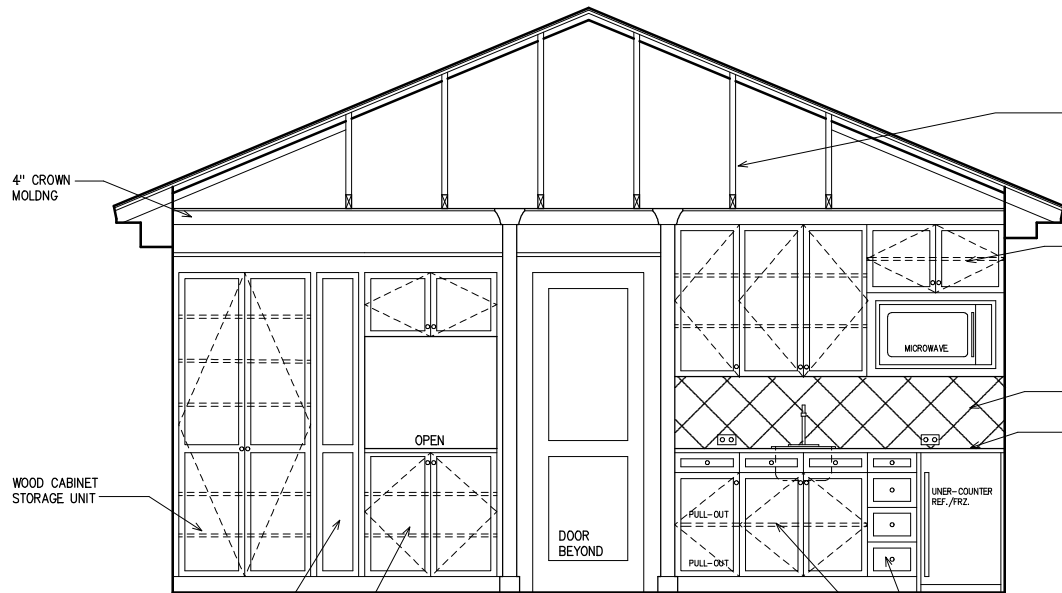 4" CROWN
MOLDNG
MICROWAVE
OPEN
WOOD CABINET
STORAGE UNIT
UNER-COUNTER
REF./FRZ.
PULL-OUT
DOOR
BEYOND
PULL-OUT